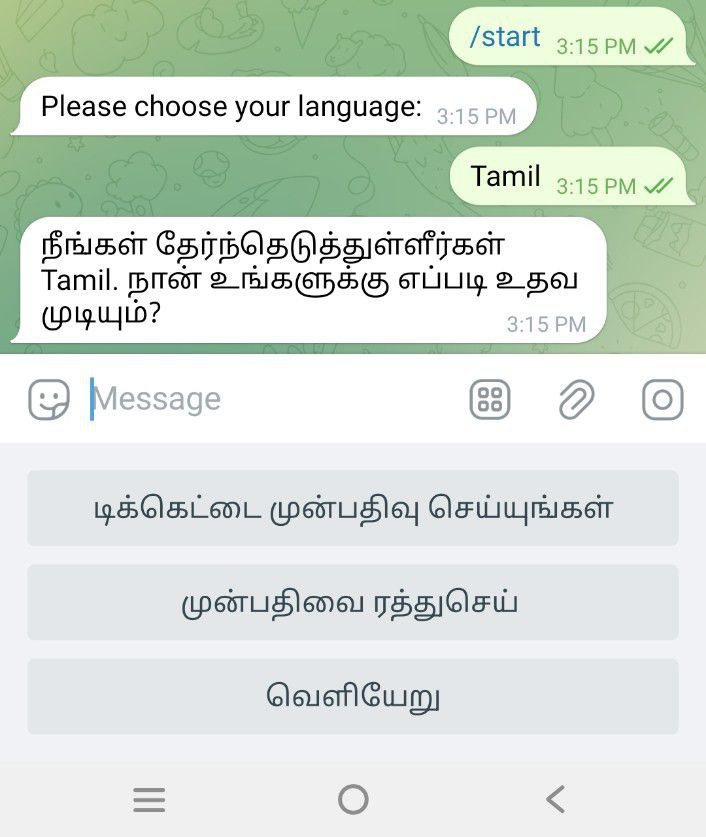 /start 3:15 PM
Please choose your language: 3:15 PM
Tamil 3:15 PM
நீங்கள் தேர்ந்தெடுத்துள்ளீர்கள்
Tamil. நான் உங்களுக்கு எப்படி உதவ
முடியும்?
3:15 PM
Message
டிக்கெட்டை முன்பதிவு செய்யுங்கள்
முன்பதிவை ரத்துசெய்
வெளியேறு